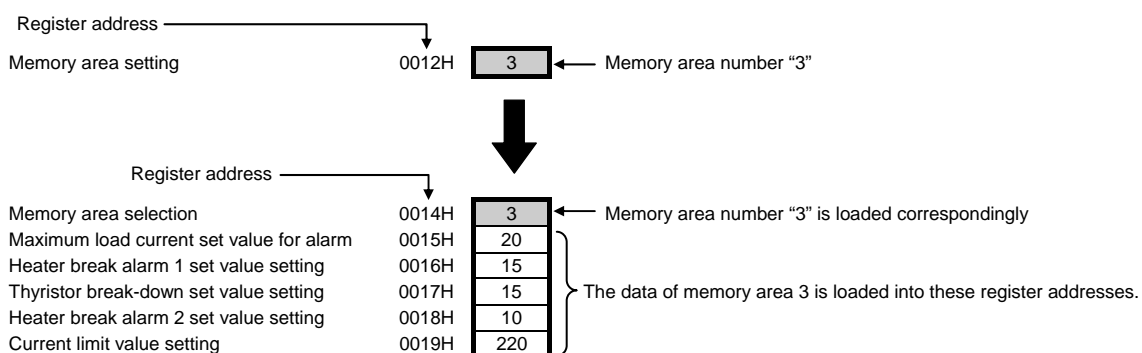 Register address
Memory area setting 0012H 3 Memory area number “3”
Register address
Memory area selection 0014H 3 Memory area number “3” is loaded correspondingly
Maximum load current set value for alarm 0015H 20
Heater break alarm 1 set value setting 0016H 15
Thyristor break-down set value setting 0017H 15 The data of memory area 3 is loaded into these register addresses.
Heater break alarm 2 set value setting 0018H 10
Current limit value setting 0019H 220